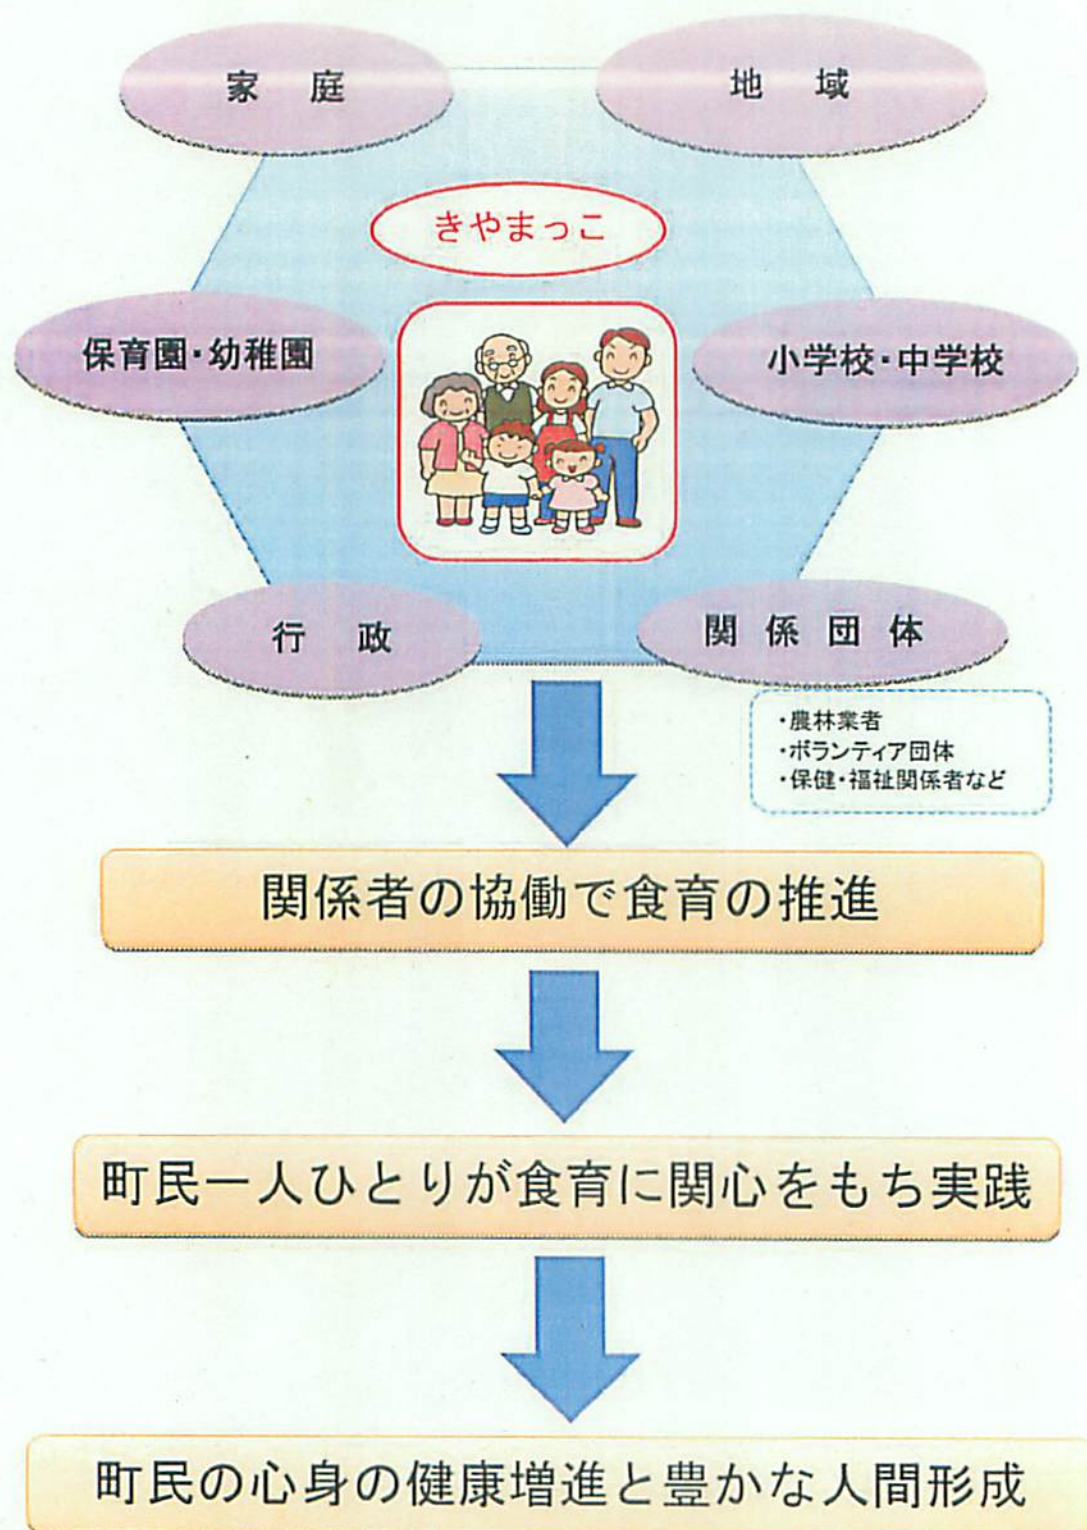 家 庭
地 域
きやまっこ
保育園・幼稚園
小学校・中学校
行 政
関 係 団 体
・農林業者
・ボランティア団体
・保健・福祉関係者など
関係者の協働で食育の推進
町民一人ひとりが食育に関心をもち実践
町民の心身の健康増進と豊かな人間形成